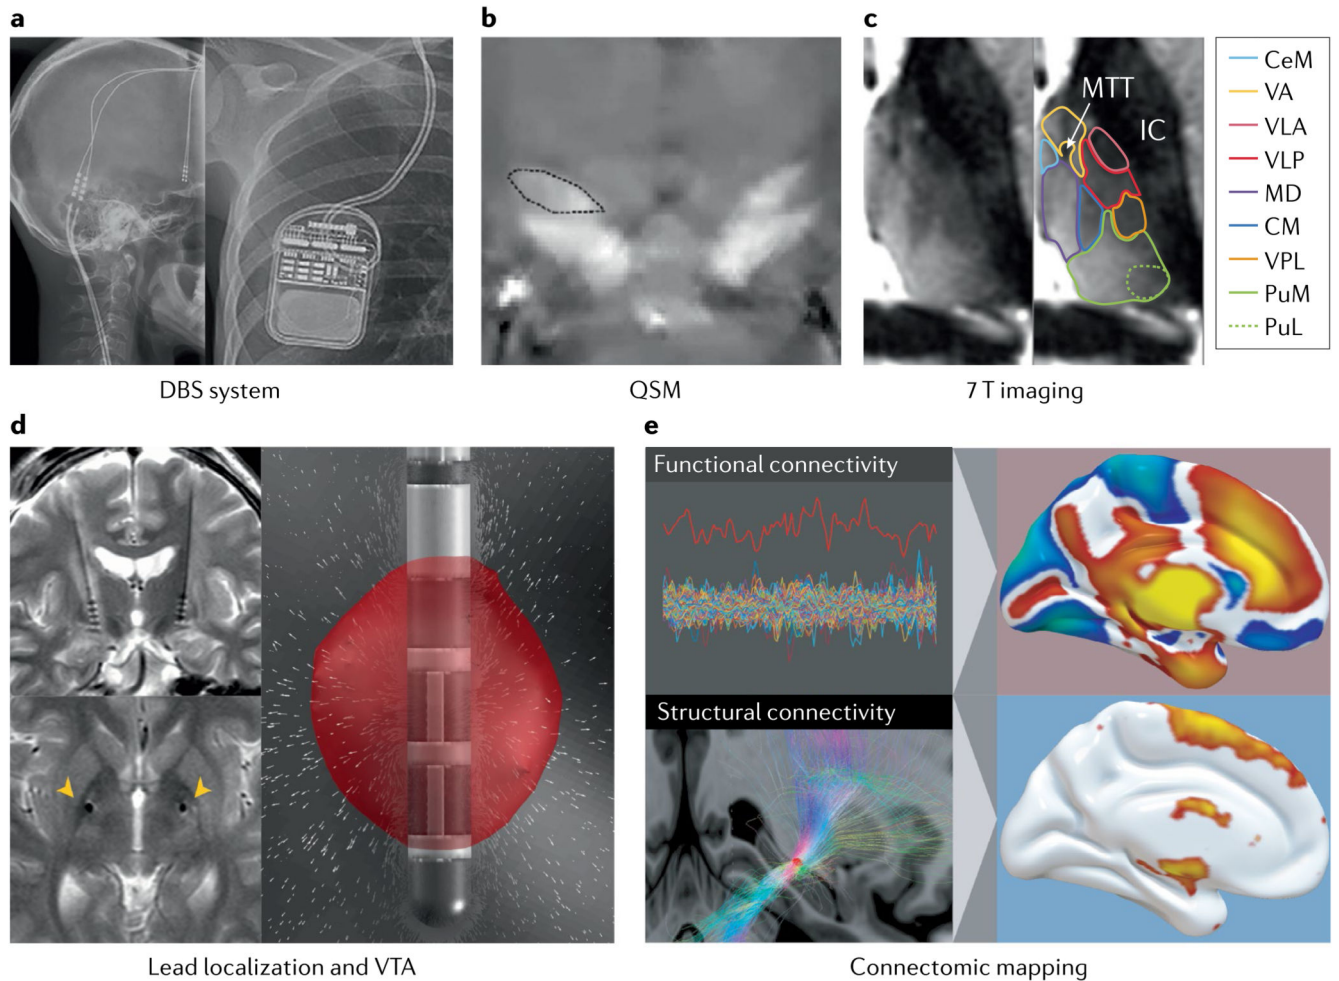 a
b
c
MTT
IC
CeM
VA
VLA
VLP
MD
CM
VPL
PuM
PuL
DBS system
QSM
7 T imaging
d
e
Functional connectivity
Structural connectivity
Lead localization and VTA
Connectomic mapping